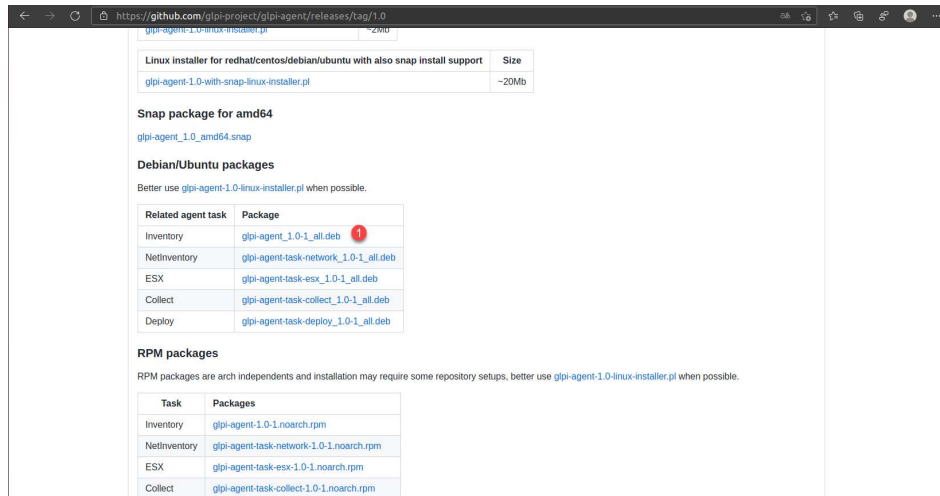 https://github.com/glpi-project/glpi-agent/releases/tag/1.0
glpi-agent-1.0-linux-installer.pl ~2Mb
Linux installer for redhat/centos/debian/ubuntu with also snap install support Size
glpi-agent-1.0-with-snap-linux-installer.pl ~20Mb
Snap package for amd64
glpi-agent_1.0_amd64.snap
Debian/Ubuntu packages
Better use glpi-agent-1.0-linux-installer.pl when possible.
Related agent task Package
Inventory glpi-agent_1.0-1_all.deb 1
NetInventory glpi-agent-task-network_1.0-1_all.deb
ESX glpi-agent-task-esx_1.0-1_all.deb
Collect glpi-agent-task-collect_1.0-1_all.deb
Deploy glpi-agent-task-deploy_1.0-1_all.deb
RPM packages
RPM packages are arch independents and installation may require some repository setups, better use glpi-agent-1.0-linux-installer.pl when possible.
Task Packages
Inventory glpi-agent-1.0-1.noarch.rpm
NetInventory glpi-agent-task-network-1.0-1.noarch.rpm
ESX glpi-agent-task-esx-1.0-1.noarch.rpm
Collect glpi-agent-task-collect-1.0-1.noarch.rpm